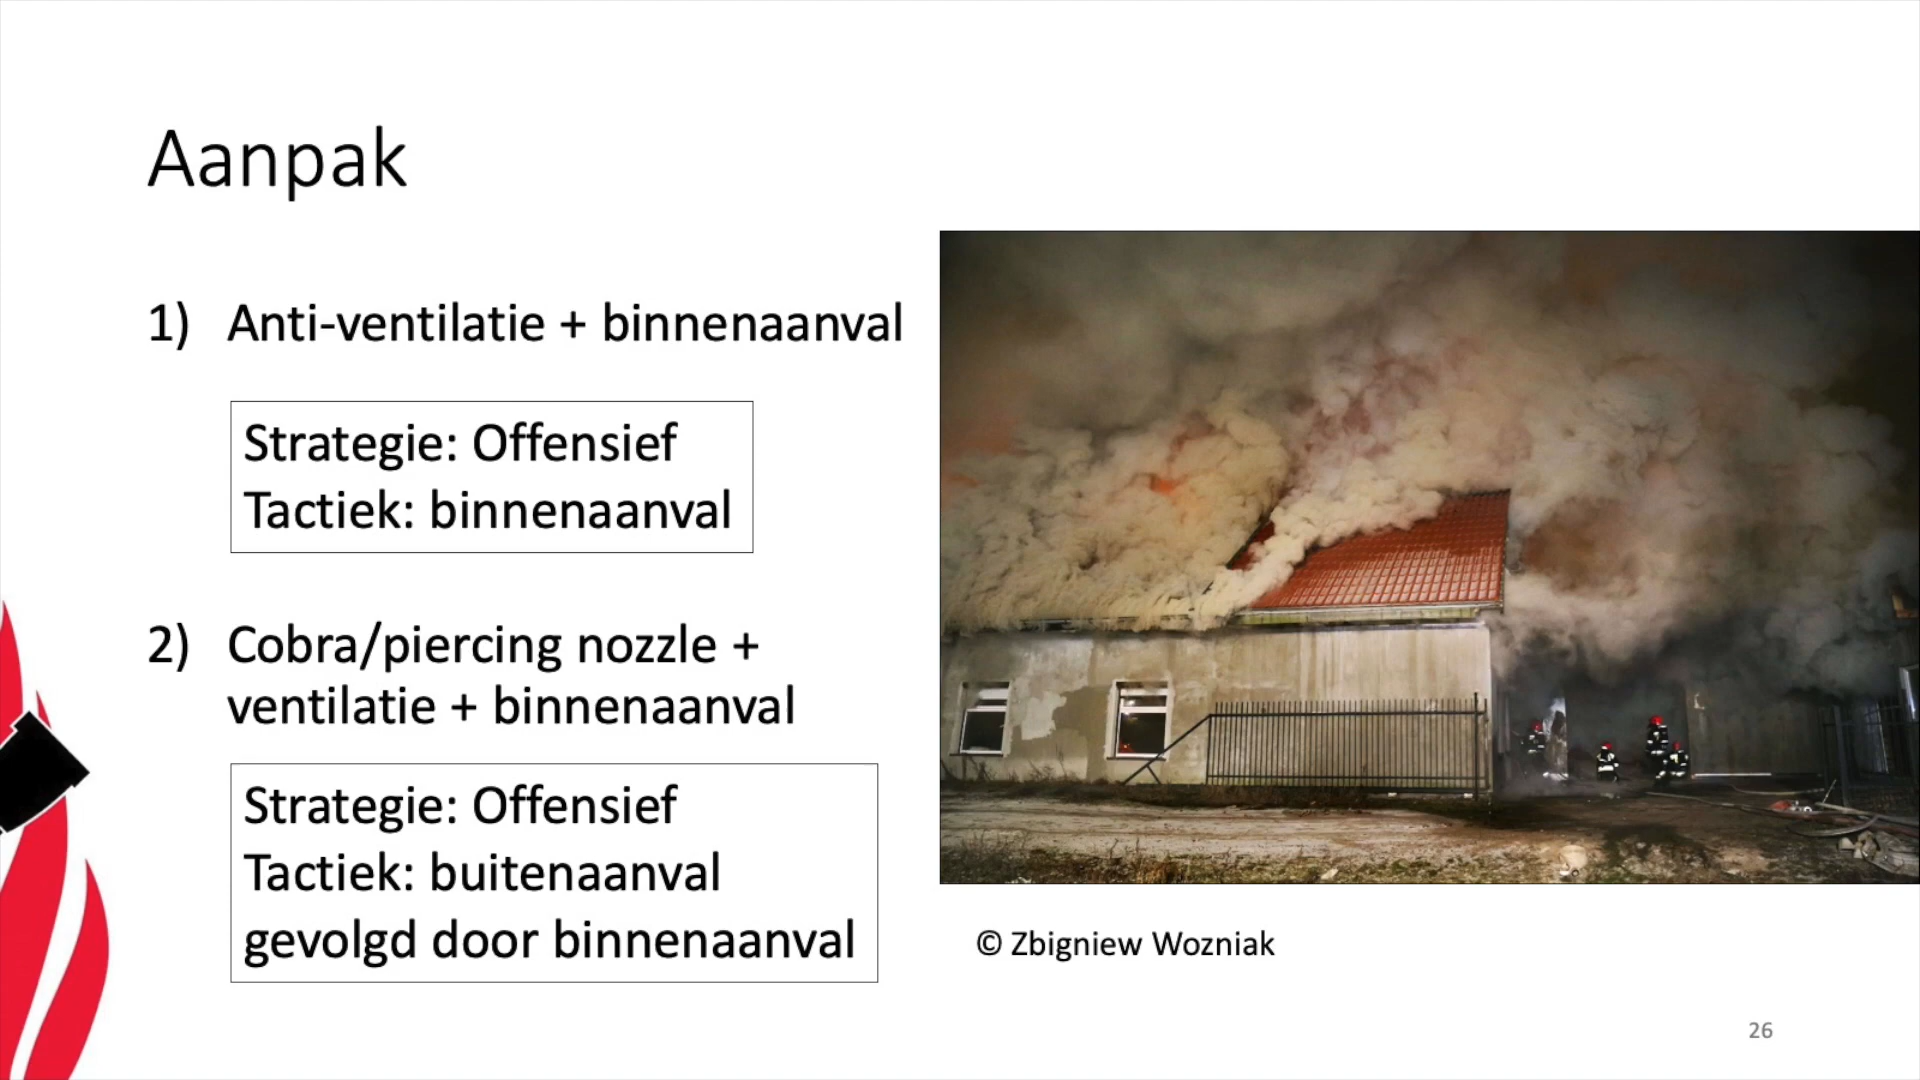 Aanpak
1) Anti-ventilatie + binnenaanval
Strategie: Offensief
Tactiek: binnenaanval
2) Cobra/piercing nozzle +
ventilatie + binnenaanval
Strategie: Offensief
Tactiek: buitenaanval
gevolgd door binnenaanval
© Zbigniew Wozniak
26